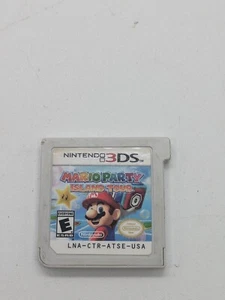 NINTENDO 3DS
MARIO PARTY
ISLAND TOUR
E
LNA-CTR-ATSE-USA